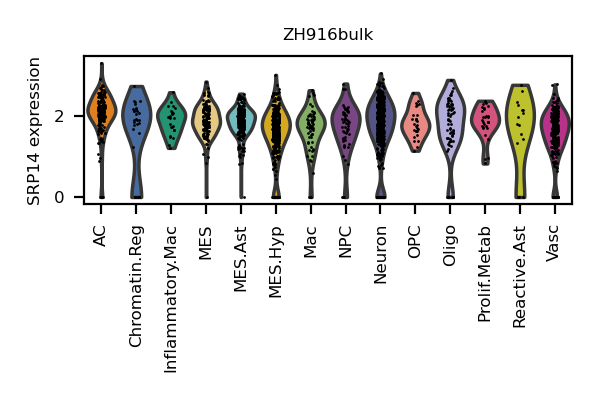 ZH916bulk
SRP14 expression
2
0
AC
Chromatin.Reg
Inflammatory.Mac
MES
MES.Ast
MES.Hyp
Mac
NPC
Neuron
OPC
Oligo
Prolif.Metab
Reactive.Ast
Vasc